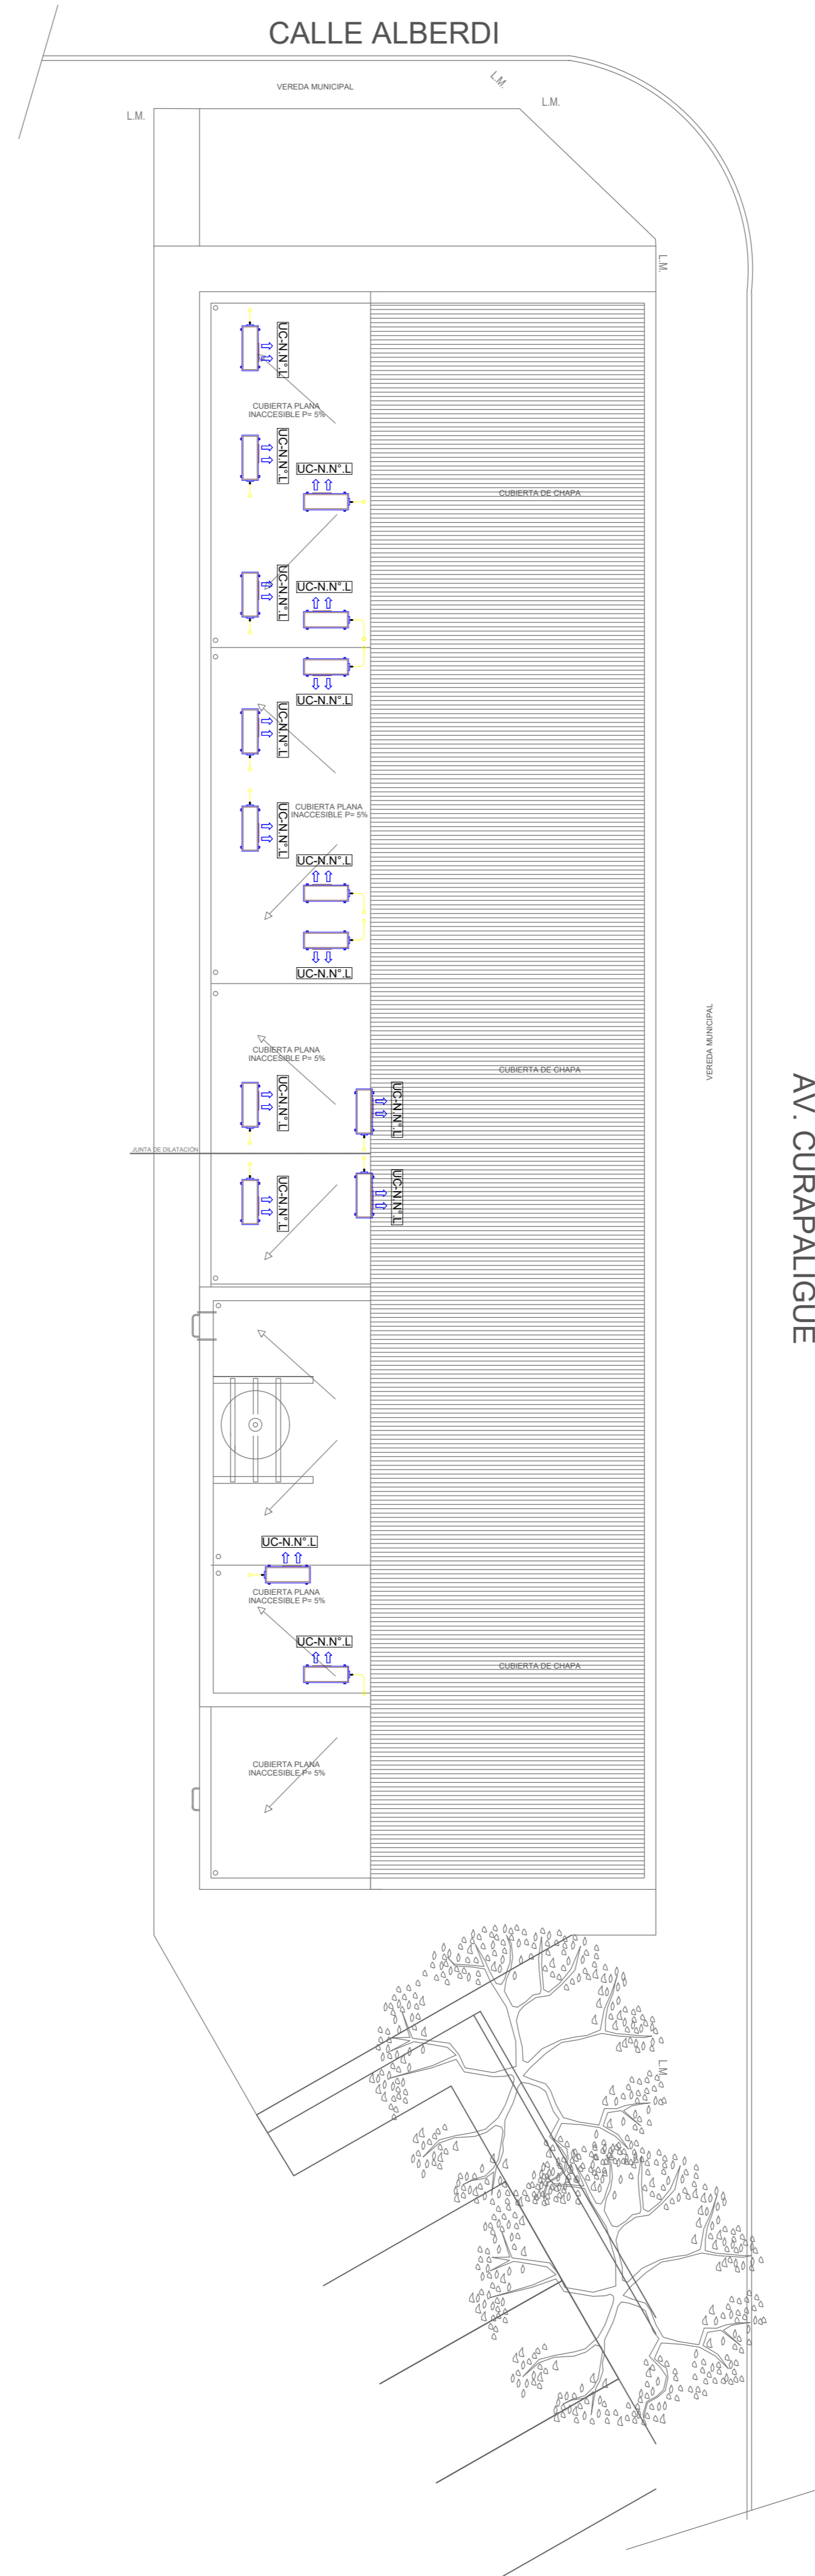 CALLE ALBERDI
L.M.
VEREDA MUNICIPAL
L.M.
L.M.
L.M.
UC-N.N°.L
CUBIERTA PLANA
INACCESIBLE P= 5%
UC-N.N°.L
UC-N.N°.L
CUBIERTA DE CHAPA
UC-N.N°.L
UC-N.N°.L
UC-N.N°.L
UC-N.N°.L
CUBIERTA PLANA
INACCESIBLE P= 5%
UC-N.N°.L
UC-N.N°.L
UC-N.N°.L
VEREDA MUNICIPAL
CUBIERTA PLANA
INACCESIBLE P= 5%
CUBIERTA DE CHAPA
AV. CURAPALIGUE
UC-N.N°.L
UC-N.N°.L
JUNTA DE DILATACIÓN
UC-N.N°.L
UC-N.N°.L
UC-N.N°.L
CUBIERTA PLANA
INACCESIBLE P= 5%
UC-N.N°.L
CUBIERTA DE CHAPA
CUBIERTA PLANA
INACCESIBLE P= 5%
L.M.